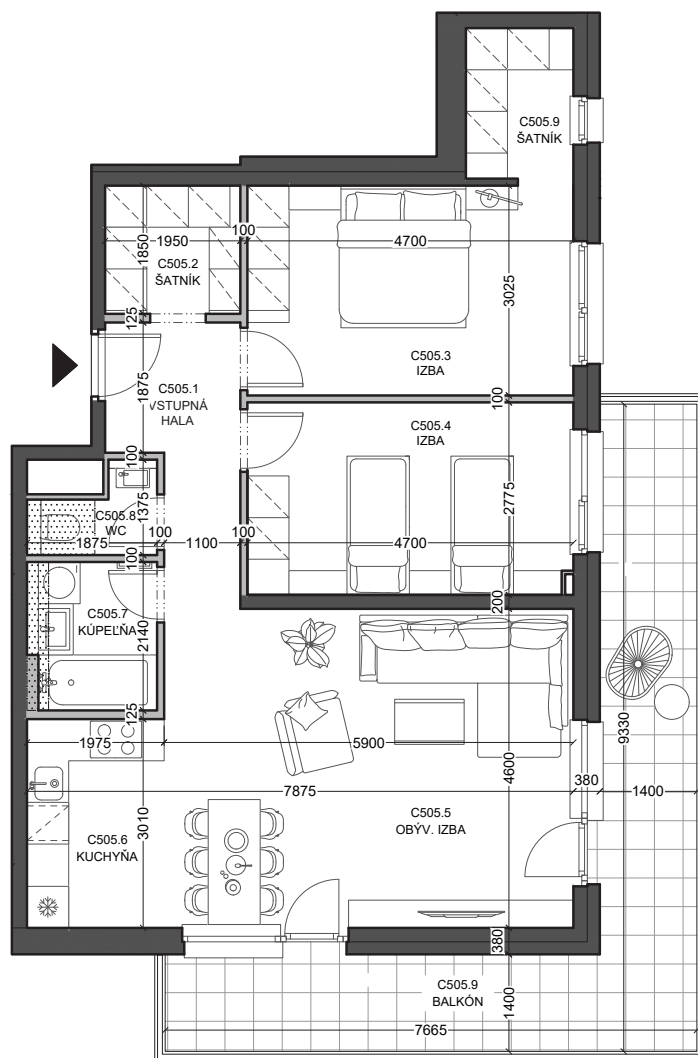 C505.9
ŠATNÍK
100
1950
4700
1850
C505.2
ŠATNÍK
3025
125
C505.3
IZBA
C505.1
VSTUPNÁ
HALA
1875
100
C505.4
IZBA
100
1375
C505.8
WC
2775
1875
100
1100
100
4700
100
C505.7
KÚPEĽŇA
2140
200
125
1975
5900
4600
9330
7875
380
1400
C505.6
KUCHYŇA
3010
C505.5
OBÝV. IZBA
380
C505.9
BALKÓN
1400
7665